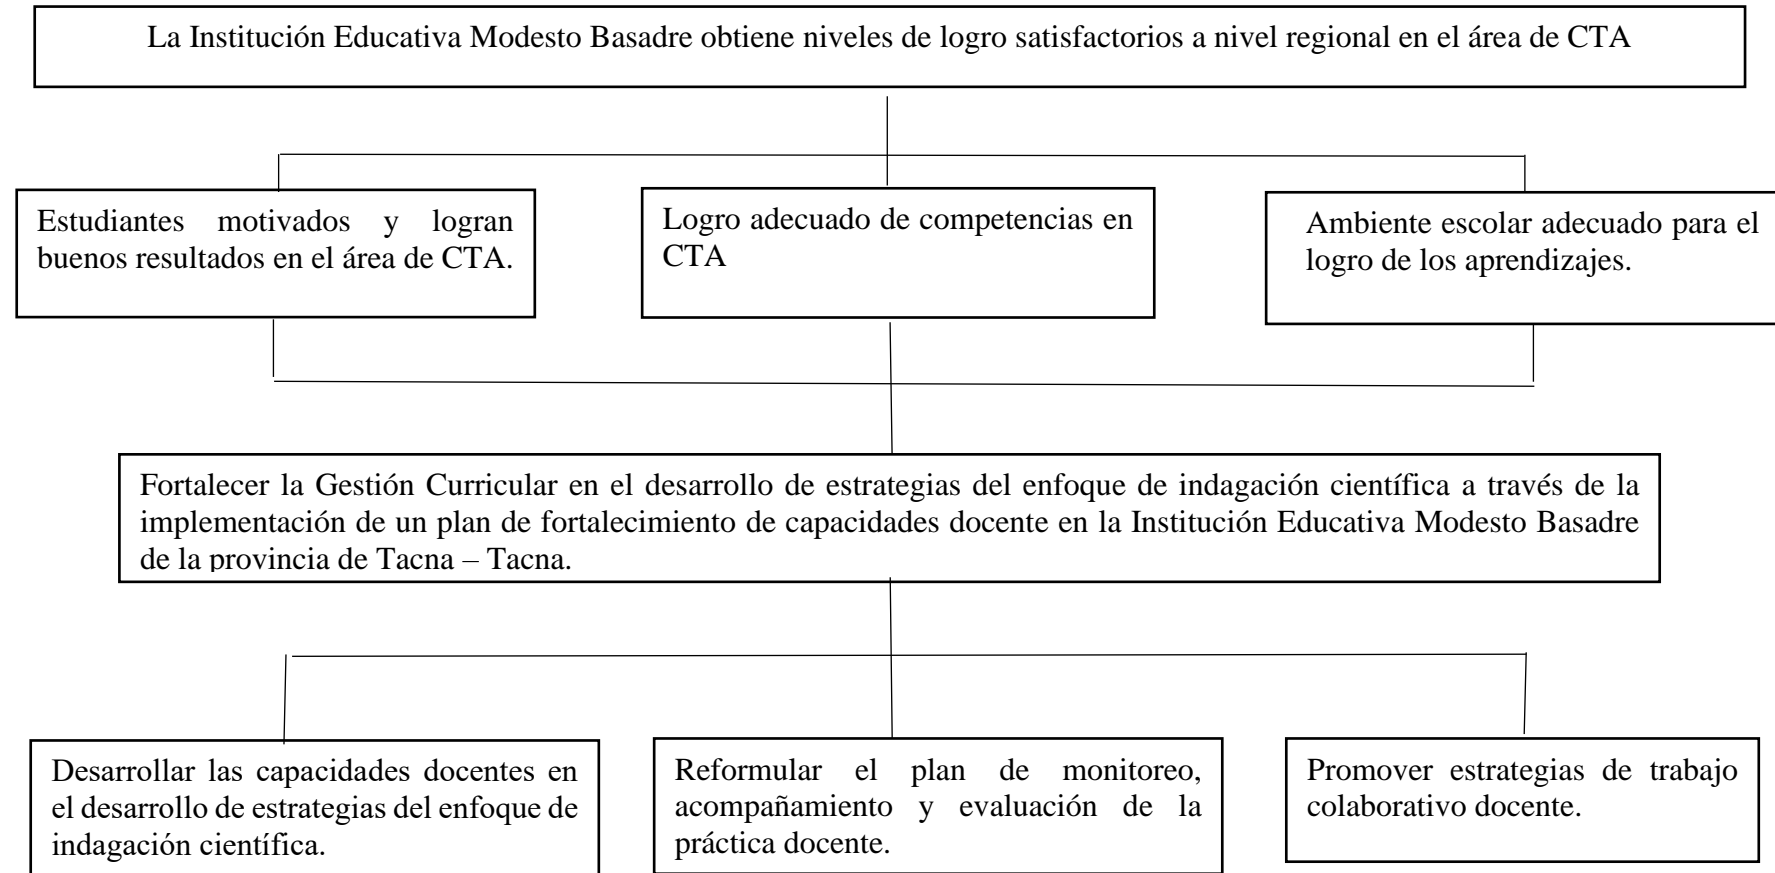 La Institución Educativa Modesto Basadre obtiene niveles de logro satisfactorios a nivel regional en el área de CTA
Estudiantes motivados y logran
buenos resultados en el área de CTA.
Logro adecuado de competencias en
CTA
Ambiente escolar adecuado para el
logro de los aprendizajes.
Fortalecer la Gestión Curricular en el desarrollo de estrategias del enfoque de indagación científica a través de la
implementación de un plan de fortalecimiento de capacidades docente en la Institución Educativa Modesto Basadre
de la provincia de Tacna – Tacna.
Desarrollar las capacidades docentes en
el desarrollo de estrategias del enfoque de
indagación científica.
Reformular el plan de monitoreo,
acompañamiento y evaluación de la
práctica docente.
Promover estrategias de trabajo
colaborativo docente.